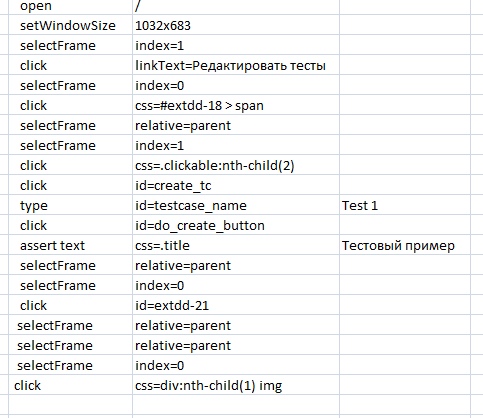 open /
setWindowSize 1032x683
selectFrame index=1
click linkText=Редактировать тесты
selectFrame index=0
click css=#extdd-18 > span
selectFrame relative=parent
selectFrame index=1
click css=.clickable:nth-child(2)
click id=create_tc
type id=testcase_name Test 1
click id=do_create_button
assert text css=.title Тестовый пример
selectFrame relative=parent
selectFrame index=0
click id=extdd-21
selectFrame relative=parent
selectFrame relative=parent
selectFrame index=0
click css=div:nth-child(1) img